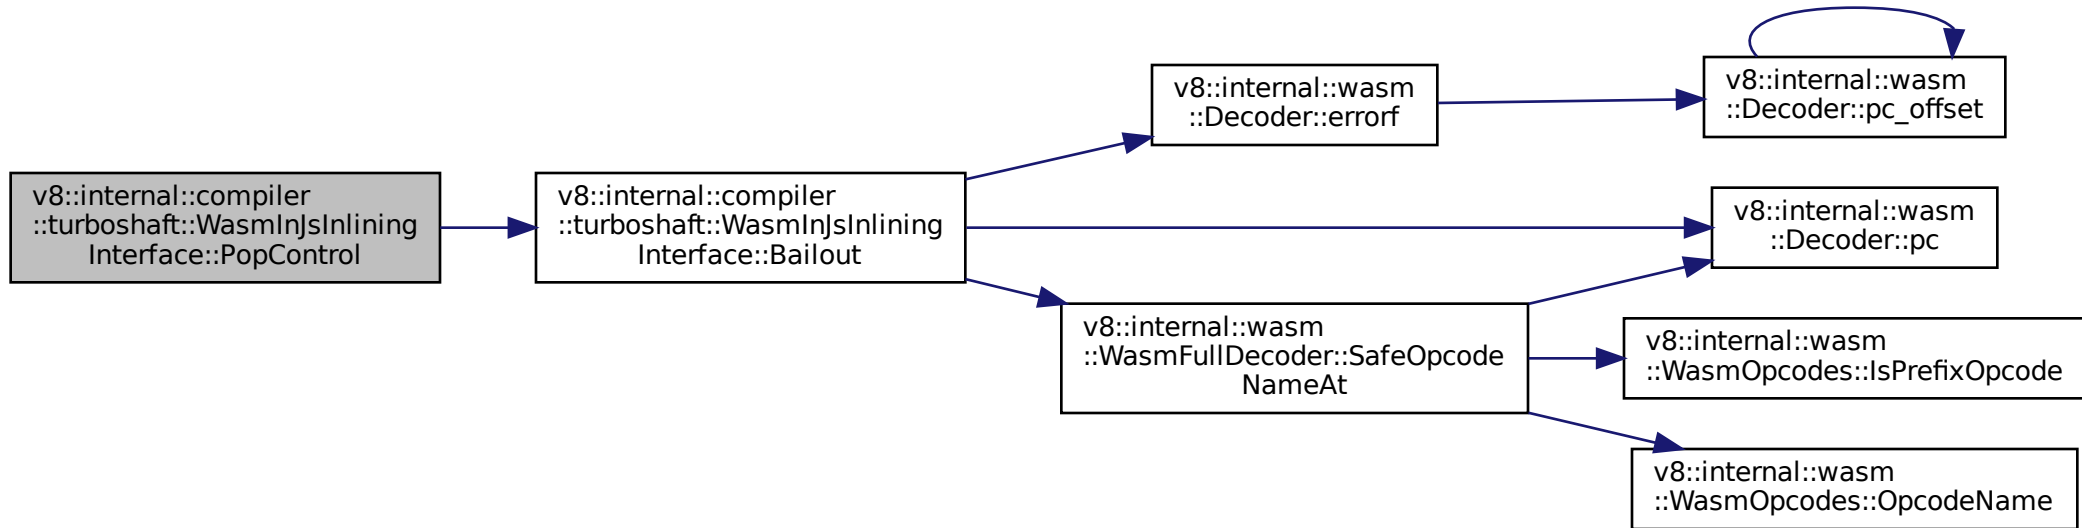 v8::internal::compiler
::turboshaft::WasmInJsInlining
Interface::PopControl
v8::internal::compiler
::turboshaft::WasmInJsInlining
Interface::Bailout
v8::internal::wasm
::Decoder::errorf
v8::internal::wasm
::Decoder::pc_offset
v8::internal::wasm
::Decoder::pc
v8::internal::wasm
::WasmFullDecoder::SafeOpcode
NameAt
v8::internal::wasm
::WasmOpcodes::IsPrefixOpcode
v8::internal::wasm
::WasmOpcodes::OpcodeName